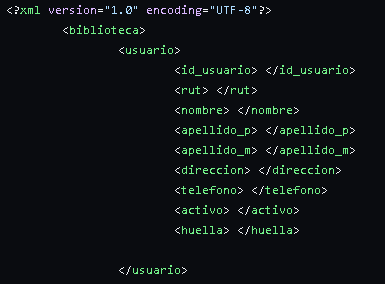 <?xml version="1.0" encoding="UTF-8"?>
<biblioteca>
<usuario>
<id_usuario> </id_usuario>
<rut> </rut>
<nombre> </nombre>
<apellido_p> </apellido_p>
<apellido_m> </apellido_m>
<direccion> </direccion>
<telefono> </telefono>
<activo> </activo>
<huella> </huella>
</usuario>